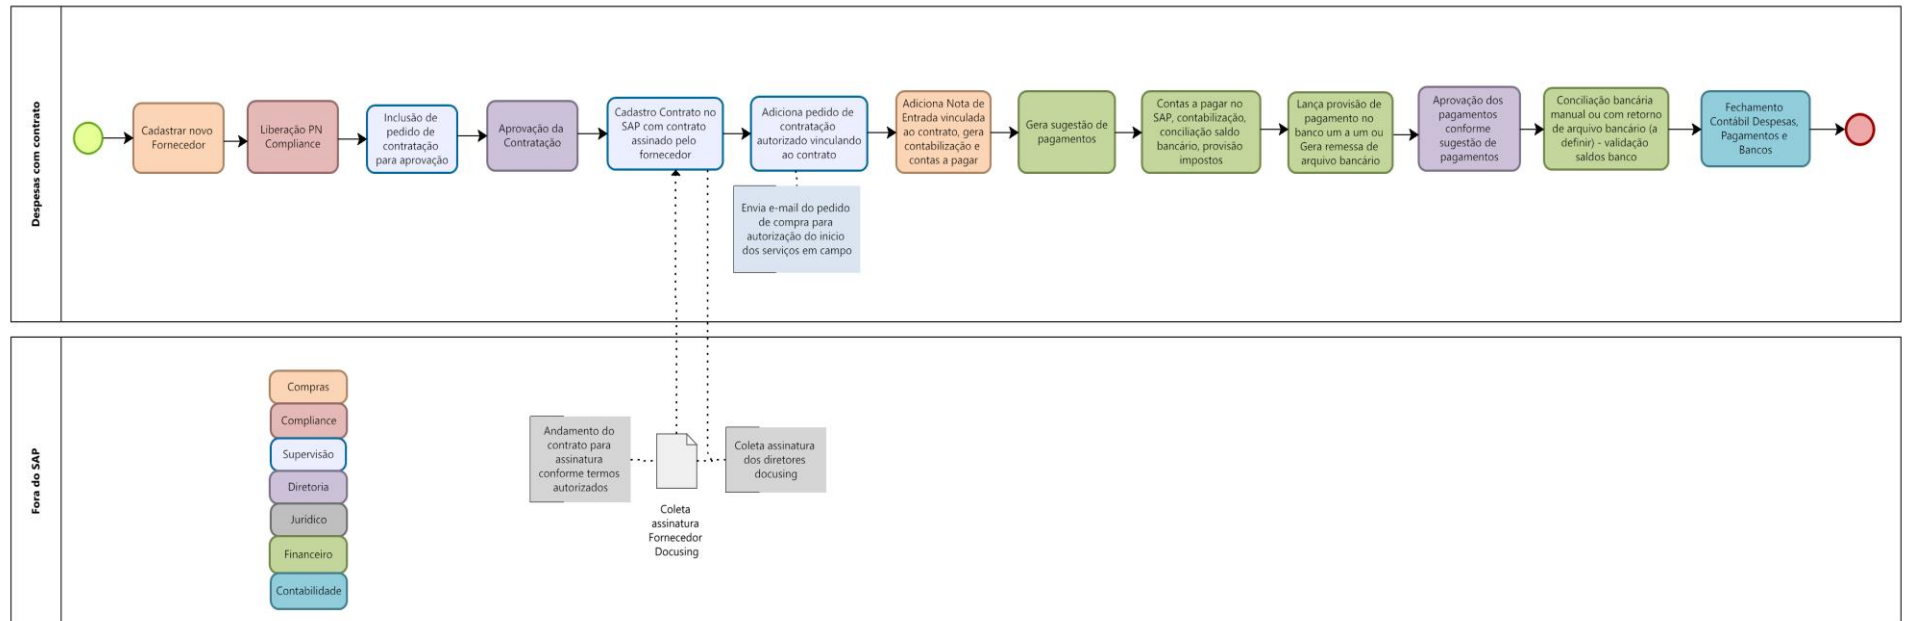 Despesas com contrato
Cadastrar novo
Fornecedor
Liberação PN
Compliance
Inclusão de
pedido de
contratação
para aprovação
Aprovação da
Contratação
Cadastro Contrato no
SAP com contrato
assinado pelo
fornecedor
Adiciona pedido de
contratação
autorizado vinculando
ao contrato
Adiciona Nota de
Entrada vinculada
ao contrato, gera
contabilização e
contas a pagar
Gera sugestão de
pagamentos
Contas a pagar no
SAP, contabilização,
conciliação saldo
bancário, provisão
impostos
Lança provisão de
pagamento no
banco um a um ou
Gera remessa de
arquivo bancário
Aprovação dos
pagamentos
conforme
sugestão de
pagamentos
Conciliação bancária
manual ou com retorno
de arquivo bancário (a
definir) - validação
saldos banco
Fechamento
Contábil Despesas,
Pagamentos e
Bancos
Envia e-mail do pedido
de compra para
autorização do inicio
dos serviços em campo
Fora do SAP
Compras
Compliance
Supervisão
Diretoria
Jurídico
Financeiro
Contabilidade
Andamento do
contrato para
assinatura
conforme termos
autorizados
Coleta
assinatura
Fornecedor
Docusing
Coleta assinatura
dos diretores
docusing